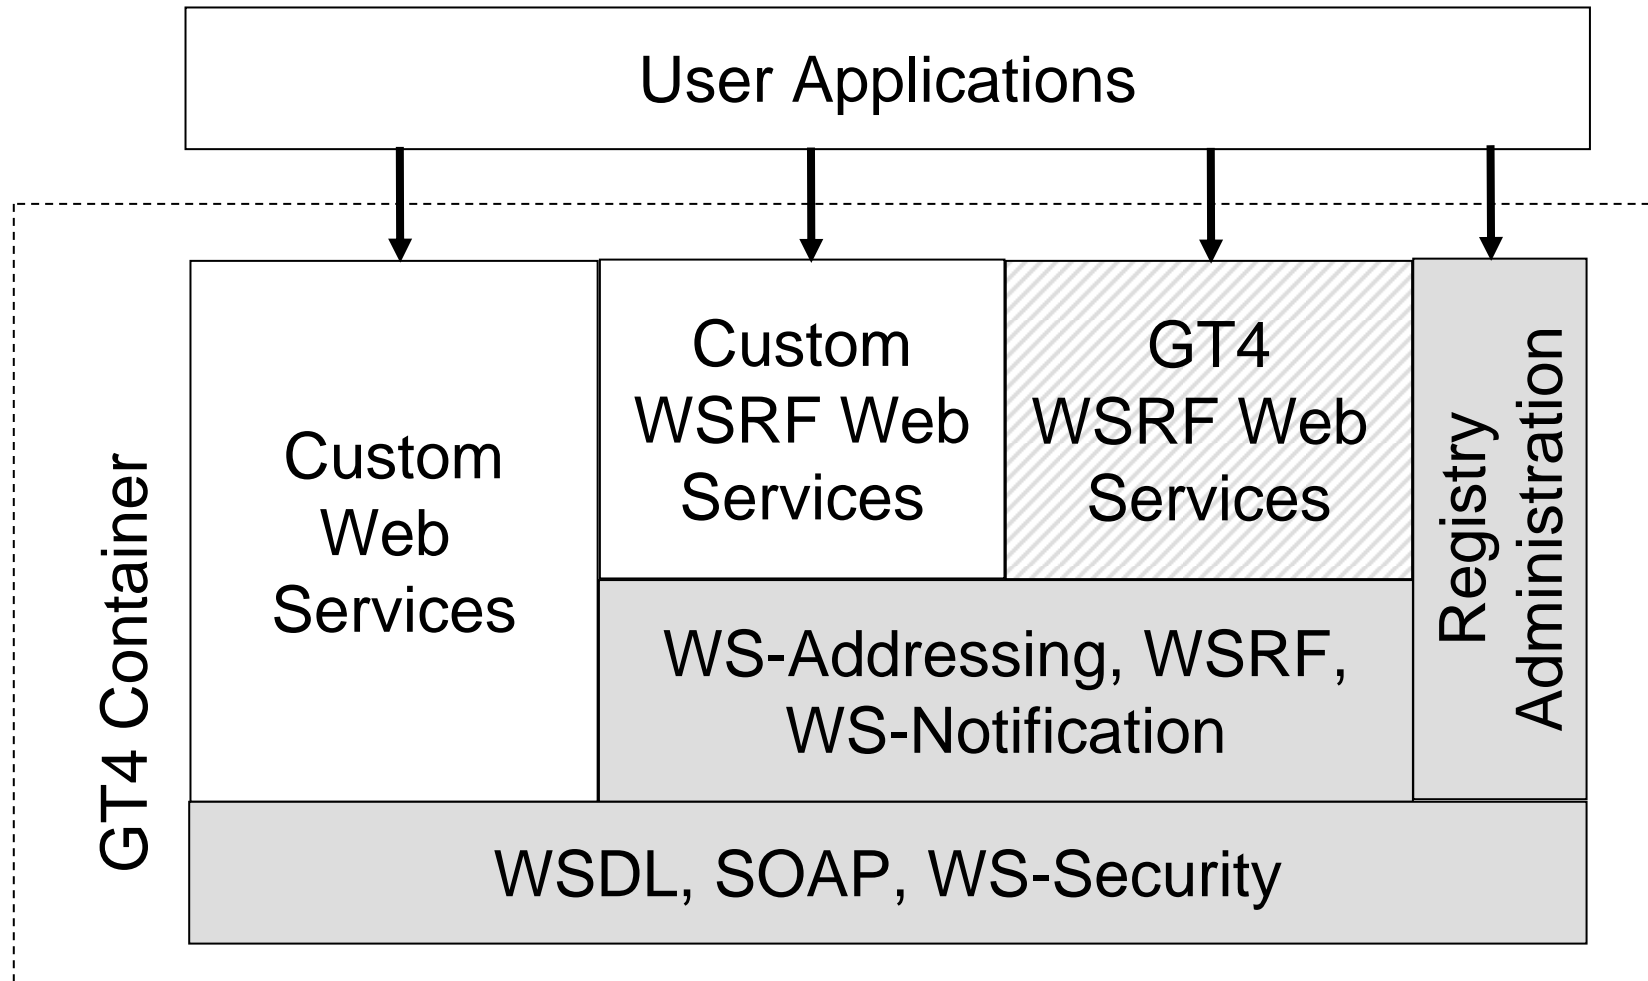 User Applications
GT4 Container
Custom
Web
Services
Custom
WSRF Web
Services
GT4
WSRF Web
Services
Registry
Administration
WS-Addressing, WSRF,
WS-Notification
WSDL, SOAP, WS-Security